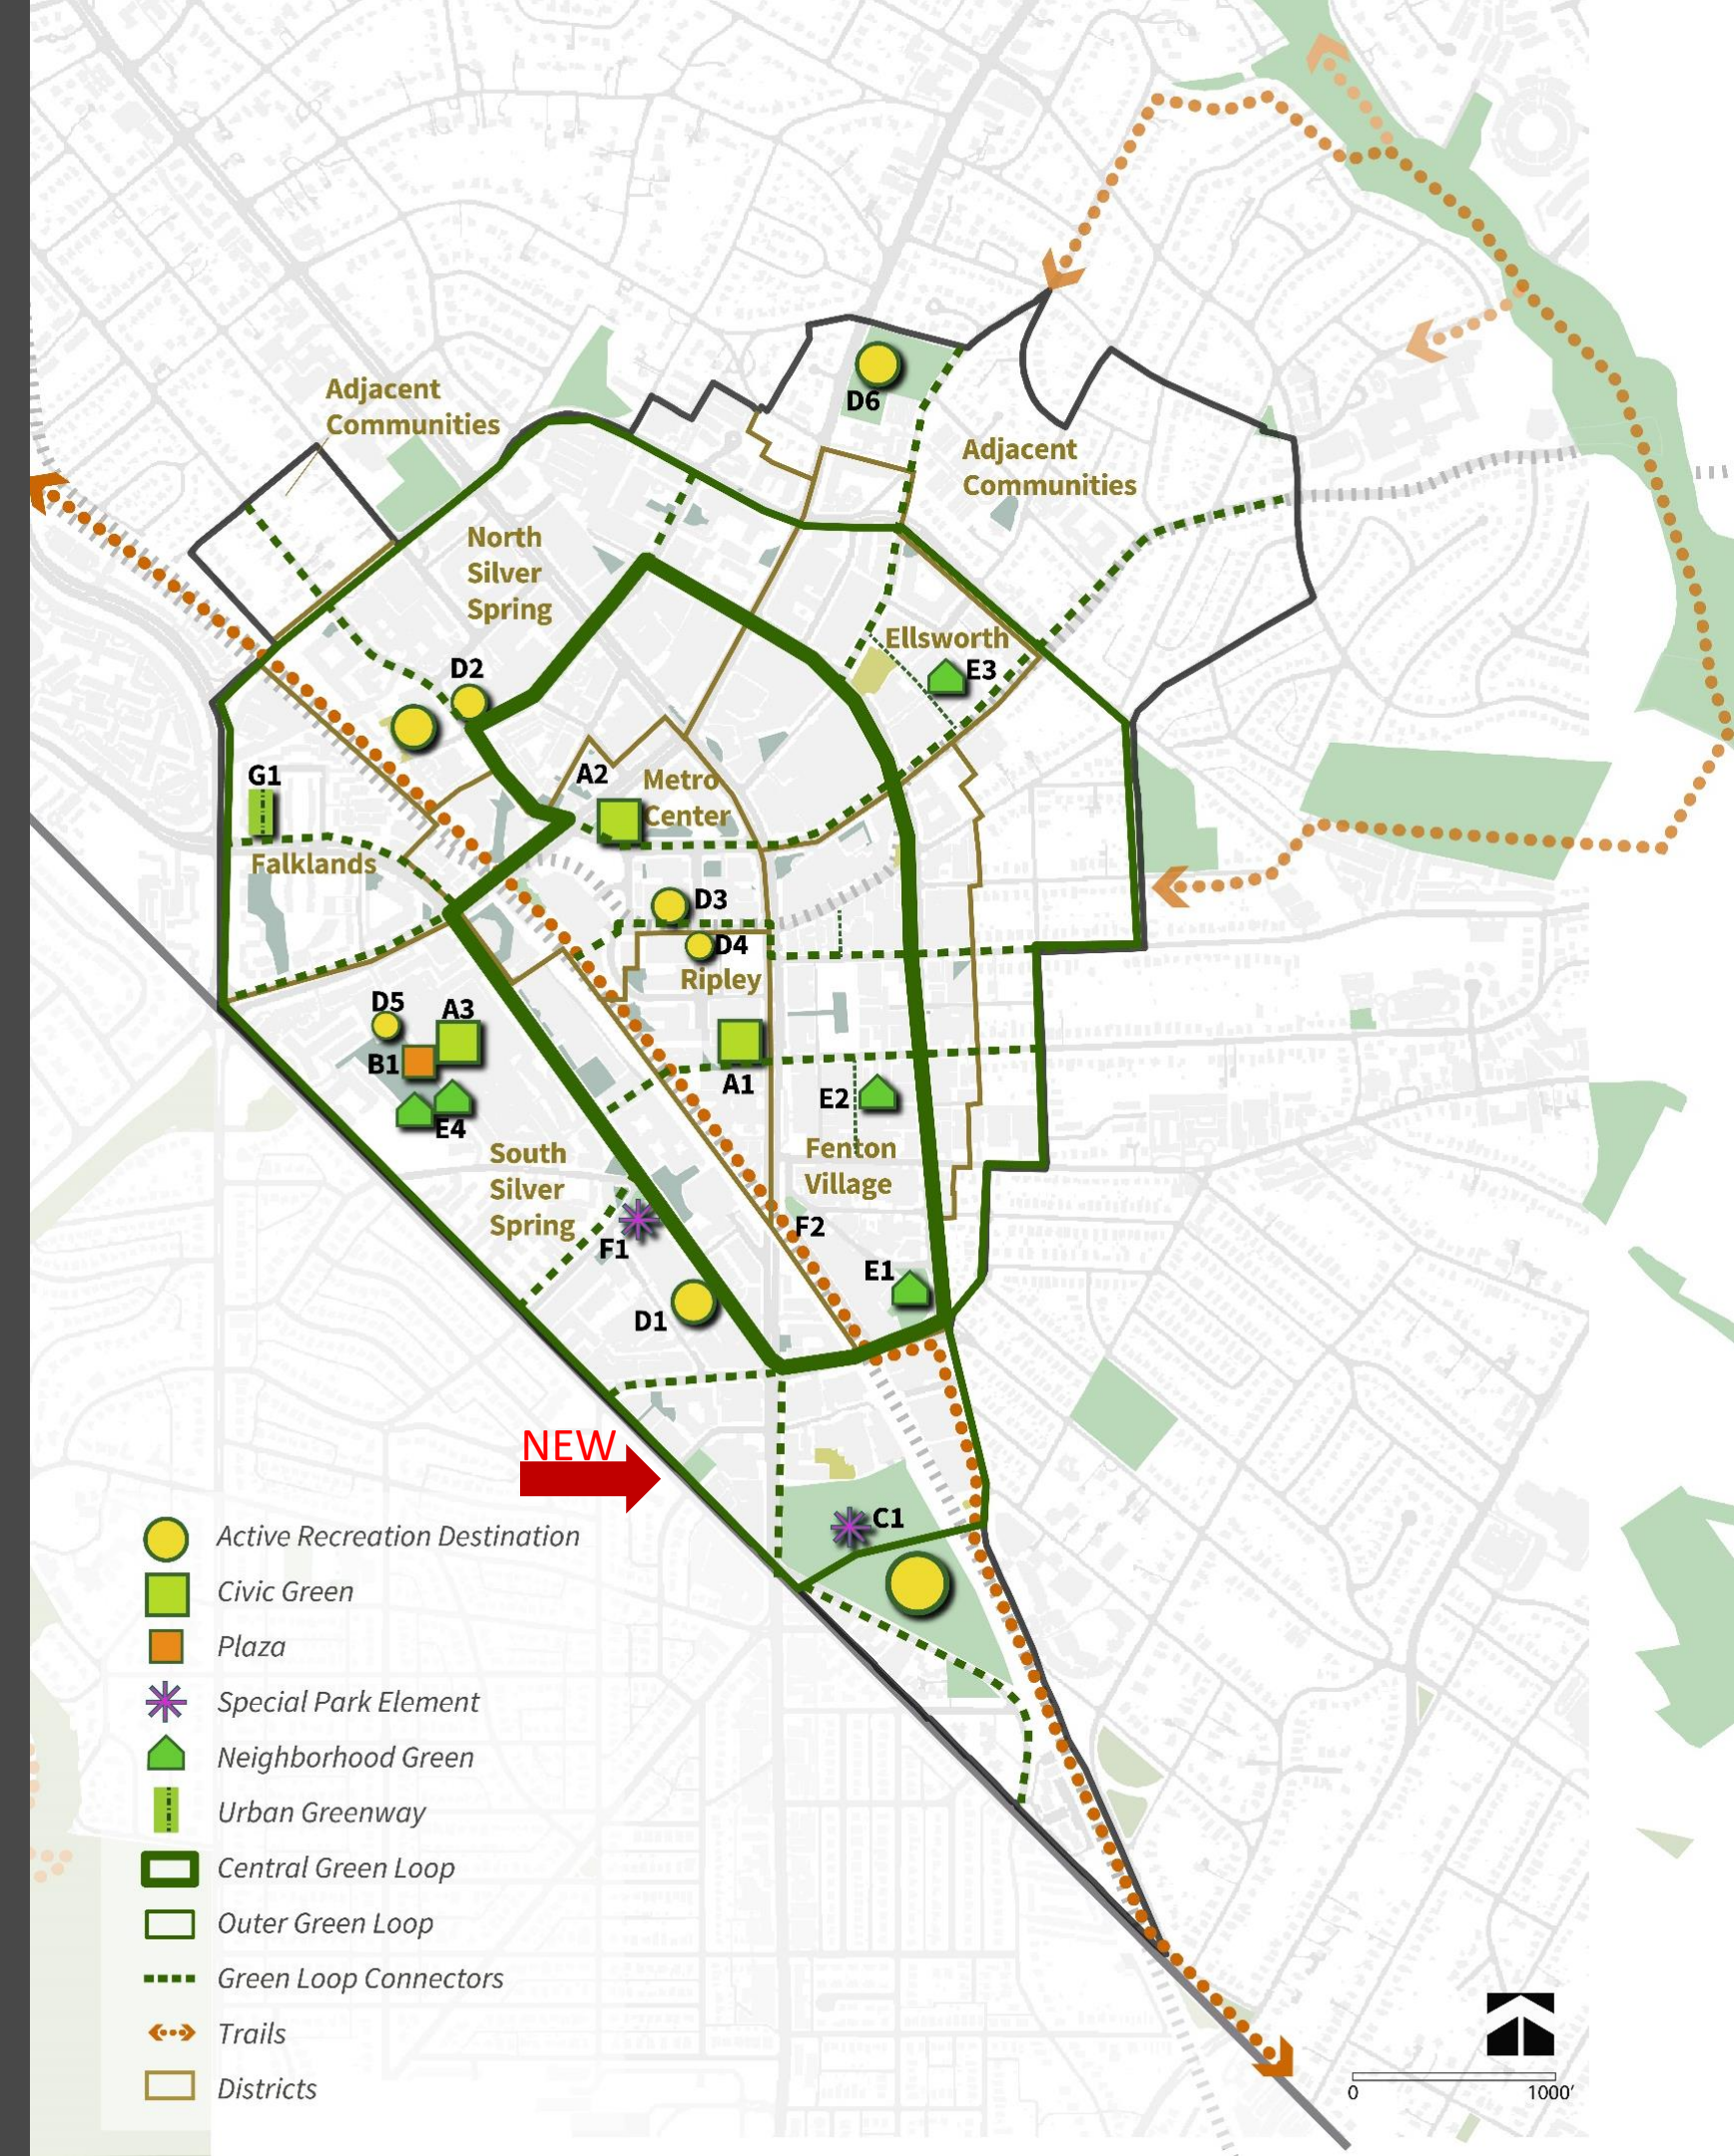 D6
Adjacent
Communities
Adjacent
Communities
North
Silver
Spring
Ellsworth
E3
D2
G1
A2
Metro
Center
Falklands
D3
D4
Ripley
D5
A3
B1
A1
E2
E4
South
Silver
Spring
Fenton
Village
F1
F2
E1
D1
NEW
C1
Active Recreation Destination
Civic Green
Plaza
Special Park Element
Neighborhood Green
Urban Greenway
Central Green Loop
Outer Green Loop
Green Loop Connectors
Trails
Districts
0 1000'